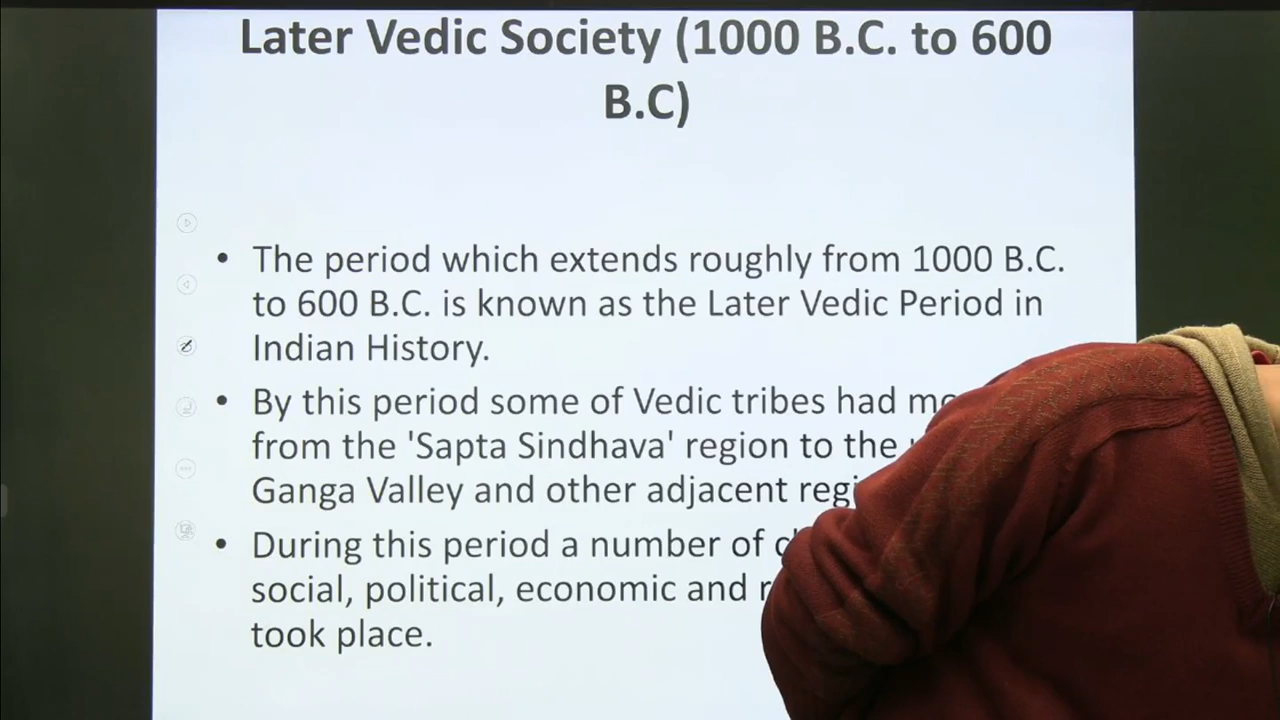 Later Vedic Society (1000 B.C. to 600
B.C)
• The period which extends roughly from 1000 B.C.
to 600 B.C. is known as the Later Vedic Period in
Indian History.
• By this period some of Vedic tribes had
from the 'Sapta Sindhava' region to the
Ganga Valley and other adjacent
• During this period a number of
social, political, economic and
took place.